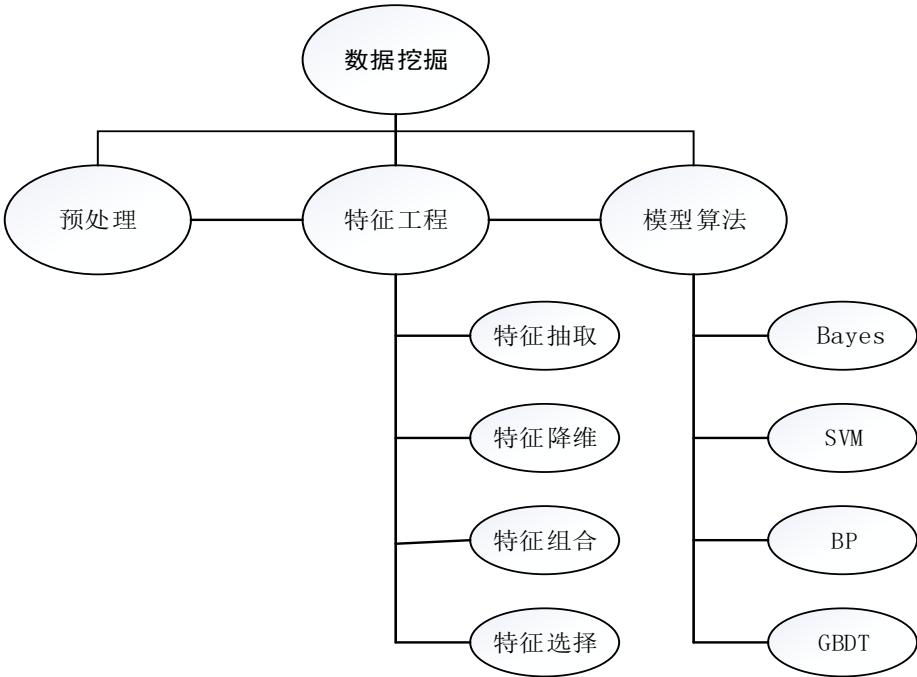 数据挖掘
预处理
特征工程
模型算法
特征抽取
Bayes
特征降维
SVM
特征组合
BP
特征选择
GBDT